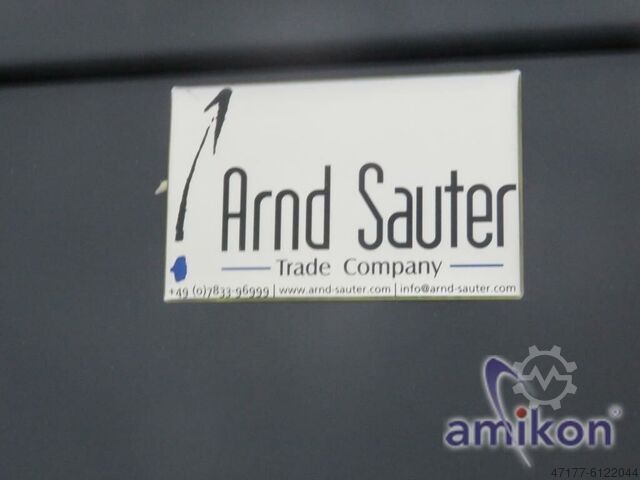 Arnd Sauter
Trade Company
+49 (0)7833-96999 | www.arnd-sauter.com | info@arnd-sauter.com
amikon®
47177-6122044